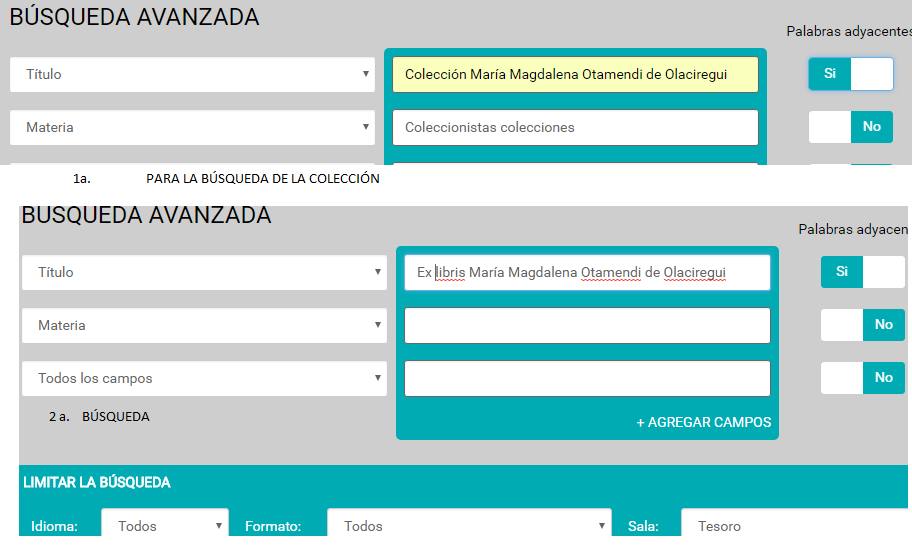 BÚSQUEDA AVANZADA
Palabras adyacentes
Título
Colección María Magdalena Otamendi de Olaciregui
Si
Materia
Coleccionistas colecciones
No
1a. PARA LA BÚSQUEDA DE LA COLECCIÓN
BÚSQUEDA AVANZADA
Palabras adyacen
Título
Ex libris María Magdalena Otamendi de Olaciregui
Si
Materia
No
Todos los campos
No
2 a. BÚSQUEDA
+ AGREGAR CAMPOS
LIMITAR LA BÚSQUEDA
Idioma: Todos Formato: Todos Sala: Tesoro